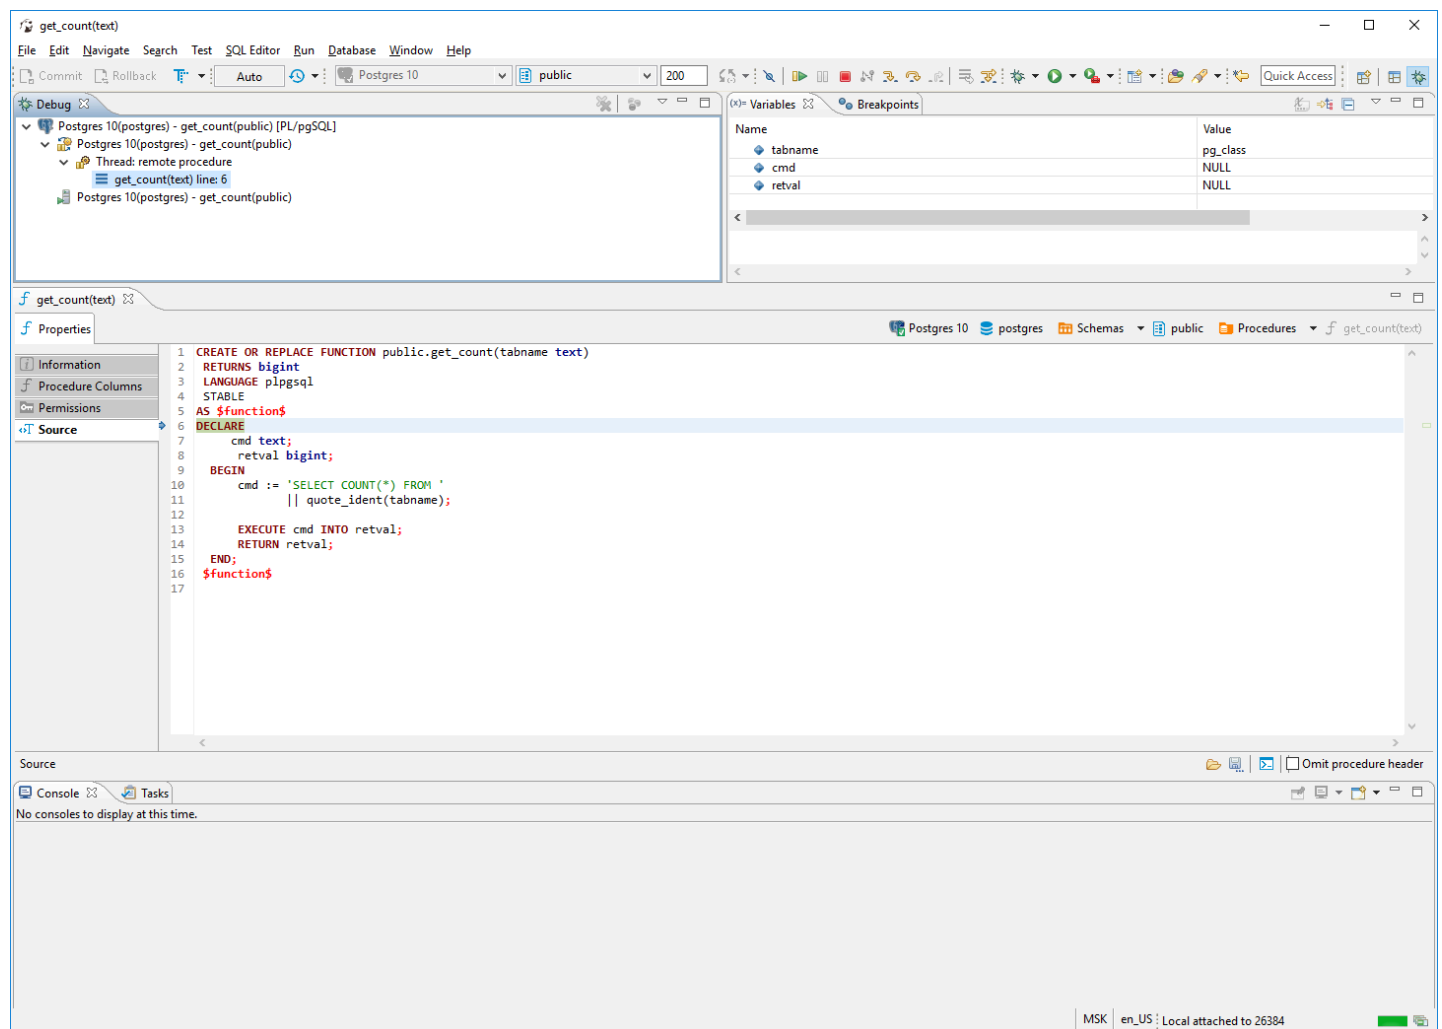 get_count(text)
File Edit Navigate Search Test SQL Editor Run Database Window Help
Commit Rollback Auto Postgres 10 public 200 Quick Access
Debug
Postgres 10(postgres) - get_count(public) [PL/pgSQL]
Postgres 10(postgres) - get_count(public)
Thread: remote procedure
get_count(text) line: 6
Postgres 10(postgres) - get_count(public)
(x)= Variables Breakpoints
Name Value
tabname pg_class
cmd NULL
retval NULL
get_count(text)
Properties Postgres 10 postgres Schemas public Procedures get_count(text)
Information
Procedure Columns
Permissions
Source
1 CREATE OR REPLACE FUNCTION public.get_count(tabname text)
2 RETURNS bigint
3 LANGUAGE plpgsql
4 STABLE
5 AS $function$
6 DECLARE
7 cmd text;
8 retval bigint;
9 BEGIN
10 cmd := 'SELECT COUNT(*) FROM '
11 || quote_ident(tabname);
12
13 EXECUTE cmd INTO retval;
14 RETURN retval;
15 END;
16 $function$
17
Source Omit procedure header
Console Tasks
No consoles to display at this time.
MSK en_US Local attached to 26384